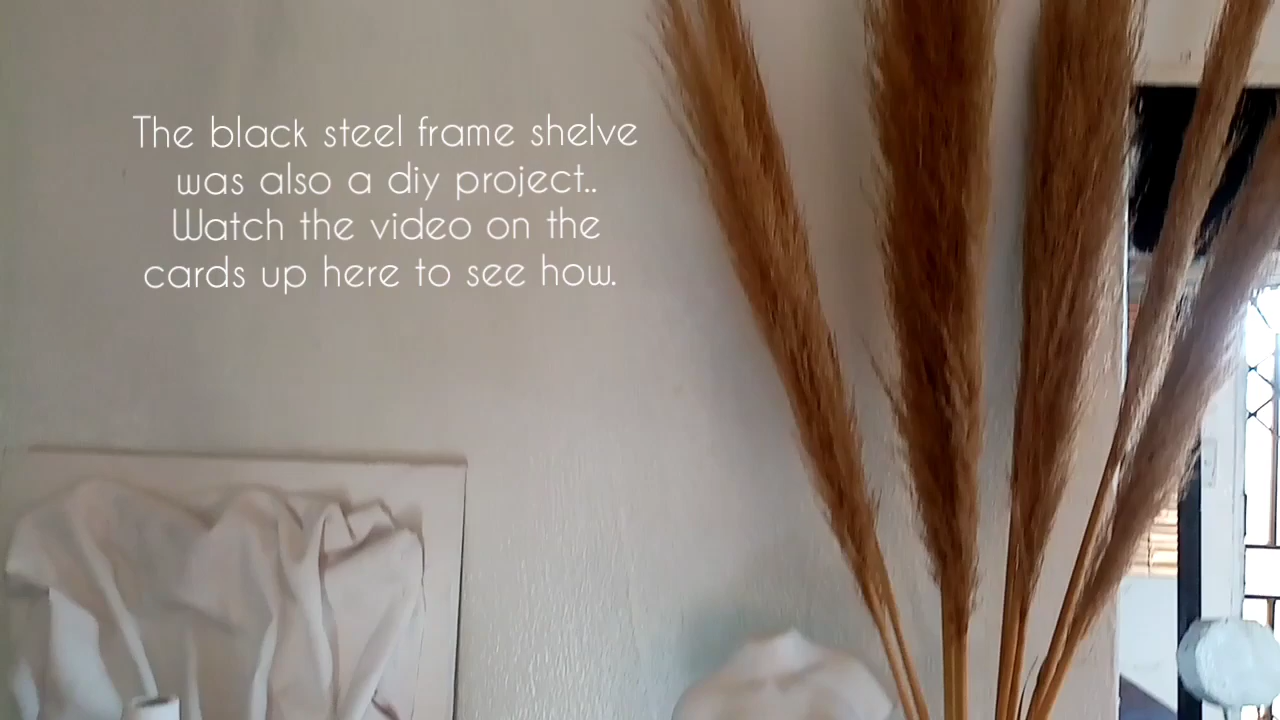 The black steel frame shelve
was also a diy project..
Watch the video on the
cards up here to see how.